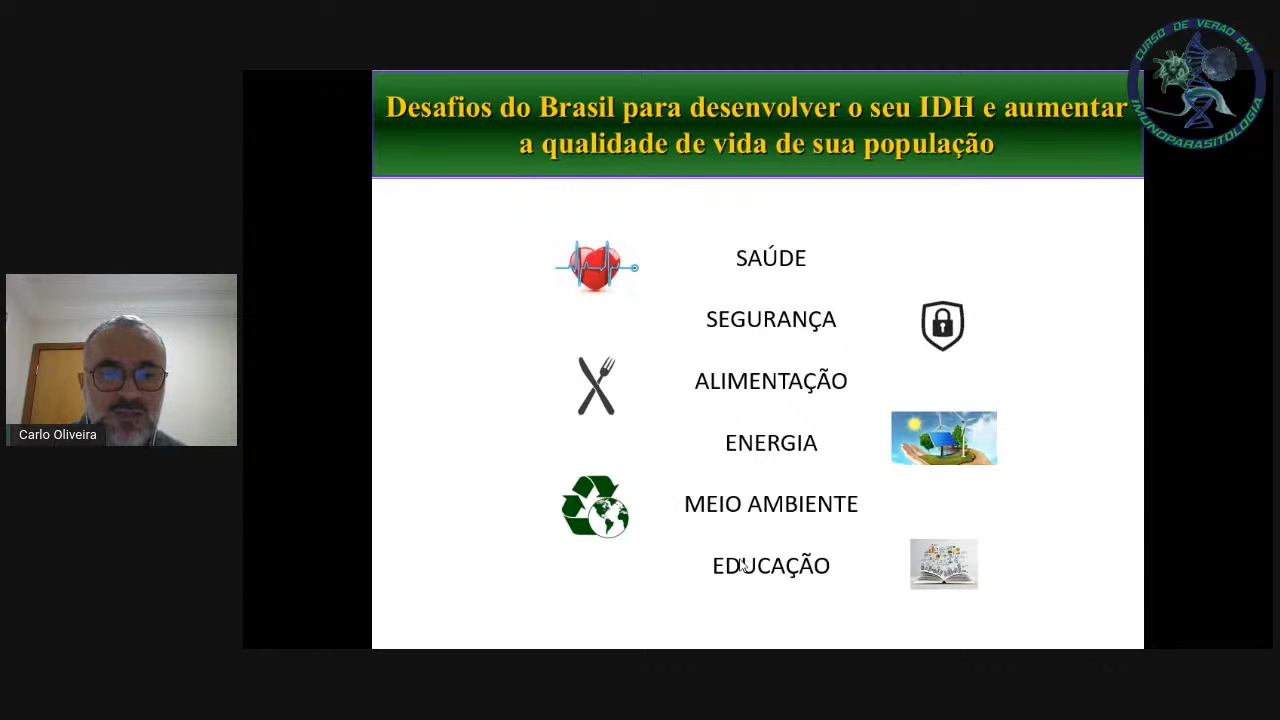 CURSO DE VERÃO EM
IMUNOPARASITOLOGIA
Desafios do Brasil para desenvolver o seu IDH e aumentar
a qualidade de vida de sua população
SAÚDE
SEGURANÇA
ALIMENTAÇÃO
ENERGIA
MEIO AMBIENTE
EDUCAÇÃO
Carlo Oliveira